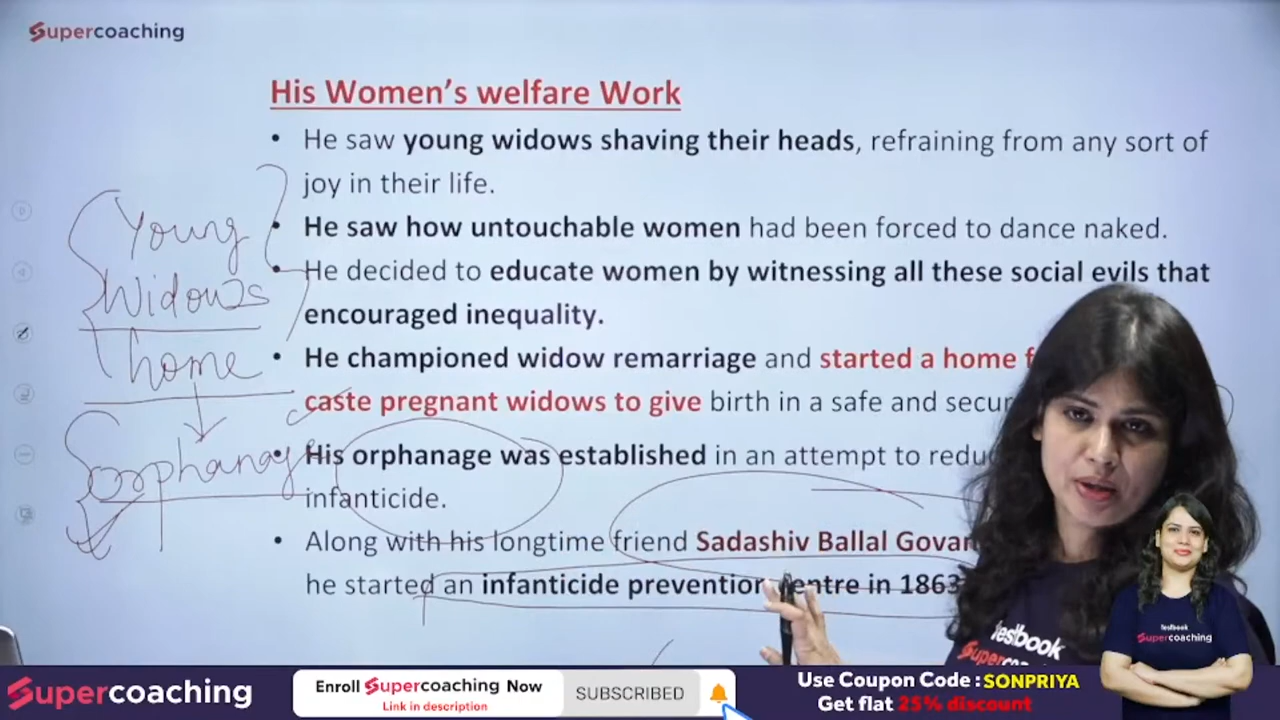 Supercoaching
His Women's welfare Work
• He saw young widows shaving their heads, refraining from any sort of
joy in their life.
• He saw how untouchable women had been forced to dance naked.
• He decided to educate women by witnessing all these social evils that
encouraged inequality.
• He championed widow remarriage and started a home
caste pregnant widows to give birth in a safe and
• His orphanage was established in an attempt to
infanticide.
• Along with his longtime friend Sadashiv Ballal
he started an infanticide prevention centre in 1863
Young
Widows
home
orphanage
testbook
Supercoaching
testbook
Supercoaching
Supercoaching
Enroll Supercoaching Now
Link in description
SUBSCRIBED
Use Coupon Code : SONPRIYA
Get flat 25% discount